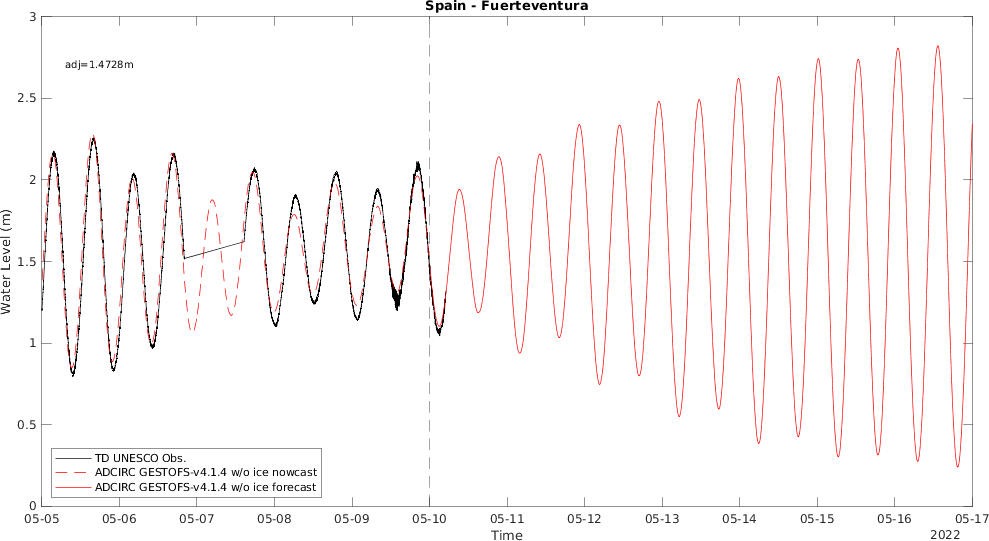 Spain - Fuerteventura
3
2.5
2
1.5
1
0.5
0
Water Level (m)
adj=1.4728m
TD UNESCO Obs.
ADCIRC GESTOFS-v4.1.4 w/o ice nowcast
ADCIRC GESTOFS-v4.1.4 w/o ice forecast
05-05 05-06 05-07 05-08 05-09 05-10 05-11 05-12 05-13 05-14 05-15 05-16 05-17
Time
2022